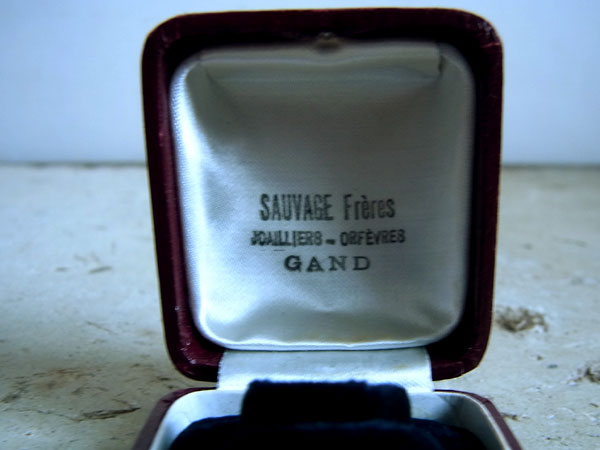 SAUVAGE Frères
JOAILLIERS - ORFÈVRES
GAND